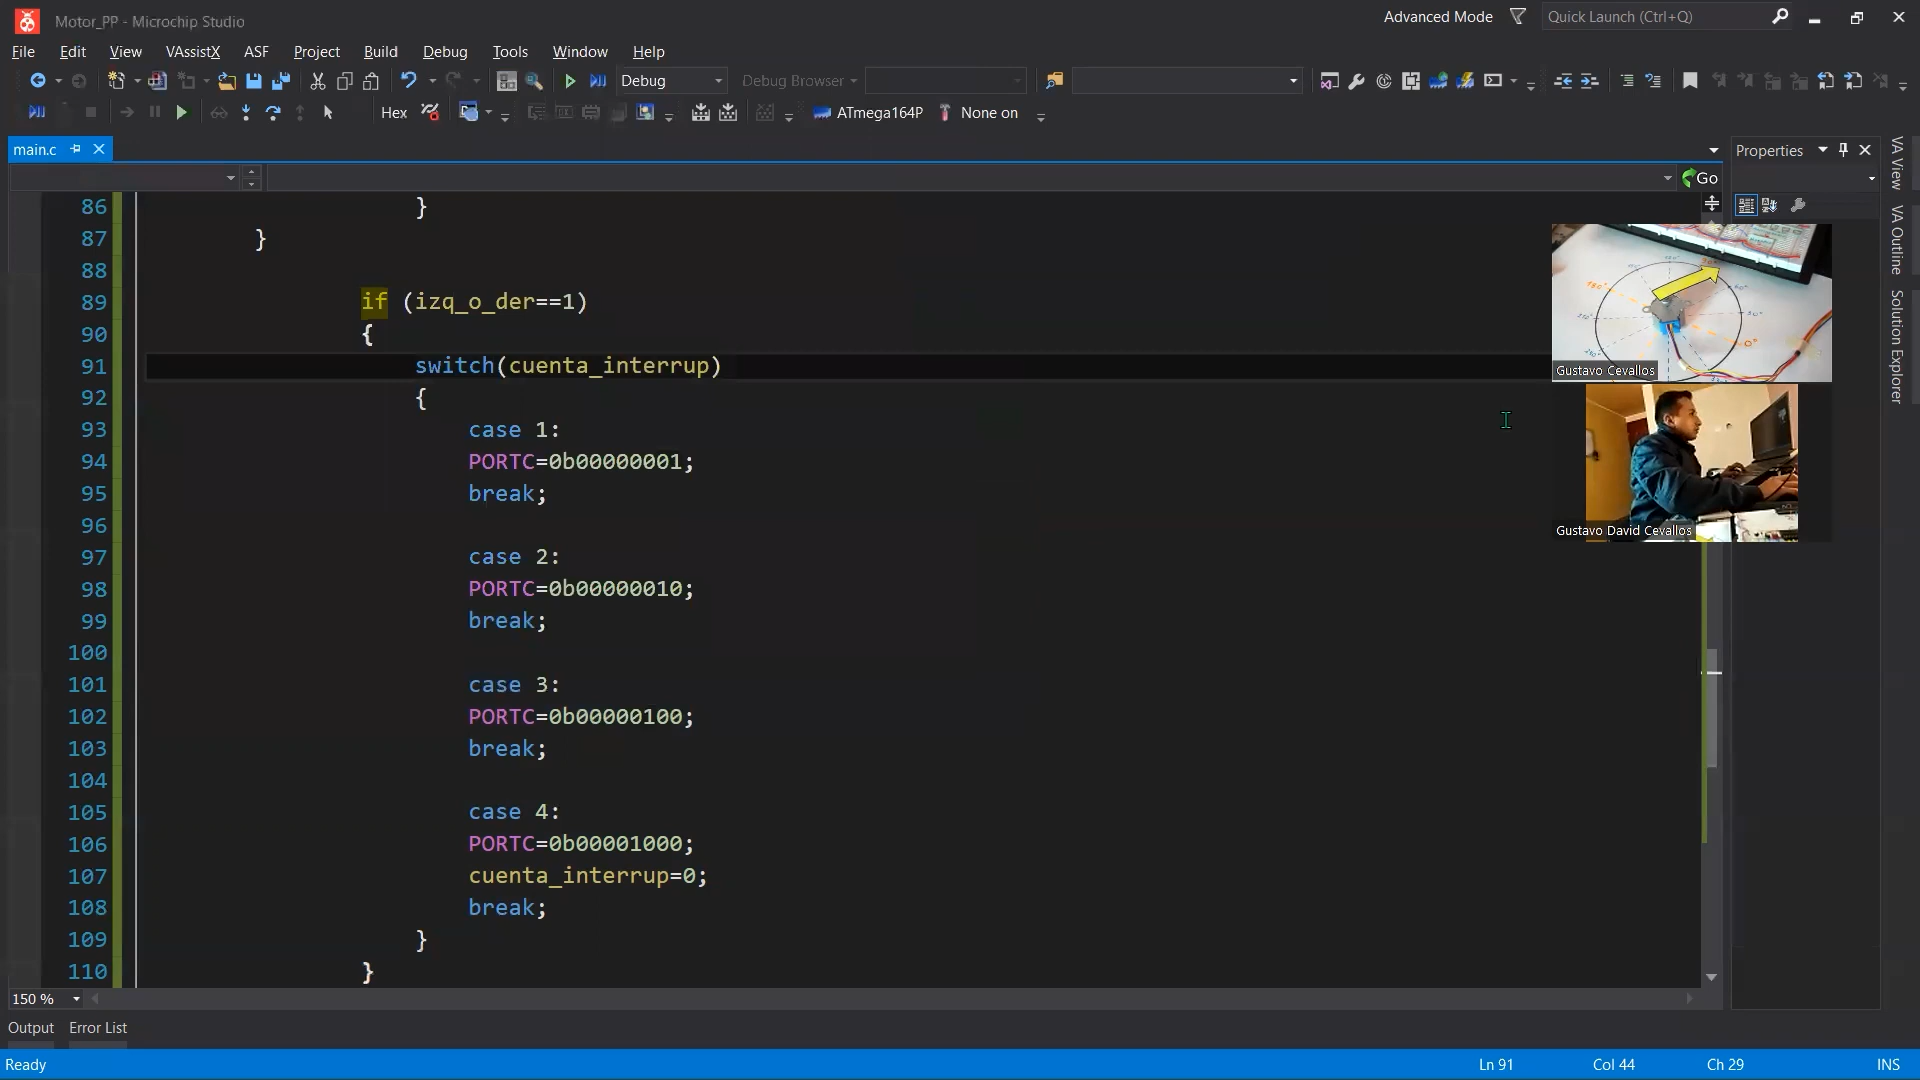 Motor_PP - Microchip Studio
Advanced Mode
Quick Launch (Ctrl+Q)
File Edit View VAssistX ASF Project Build Debug Tools Window Help
Debug
Debug Browser
Hex
ATmega164P
None on
main.c
Go
Properties
VA View
VA Outline
Solution Explorer
86 }
87 }
88
89 if (izq_o_der==1)
90 {
91 switch(cuenta_interrup)
92 {
93 case 1:
94 PORTC=0b00000001;
95 break;
96
97 case 2:
98 PORTC=0b00000010;
99 break;
100
101 case 3:
102 PORTC=0b00000100;
103 break;
104
105 case 4:
106 PORTC=0b00001000;
107 cuenta_interrup=0;
108 break;
109 }
110 }
Gustavo Cevallos
Gustavo David Cevallos
150 %
Output Error List
Ready
Ln 91
Col 44
Ch 29
INS